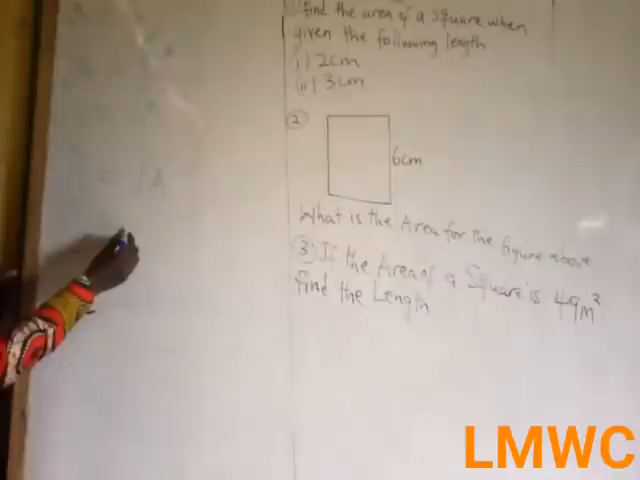 find the area of a Square when
given the following length
i) 2cm
ii) 3cm
2
6cm
What is the Area for the figure above
3. If the Area of a Square is 49m²
find the Length
= √A
LMWC